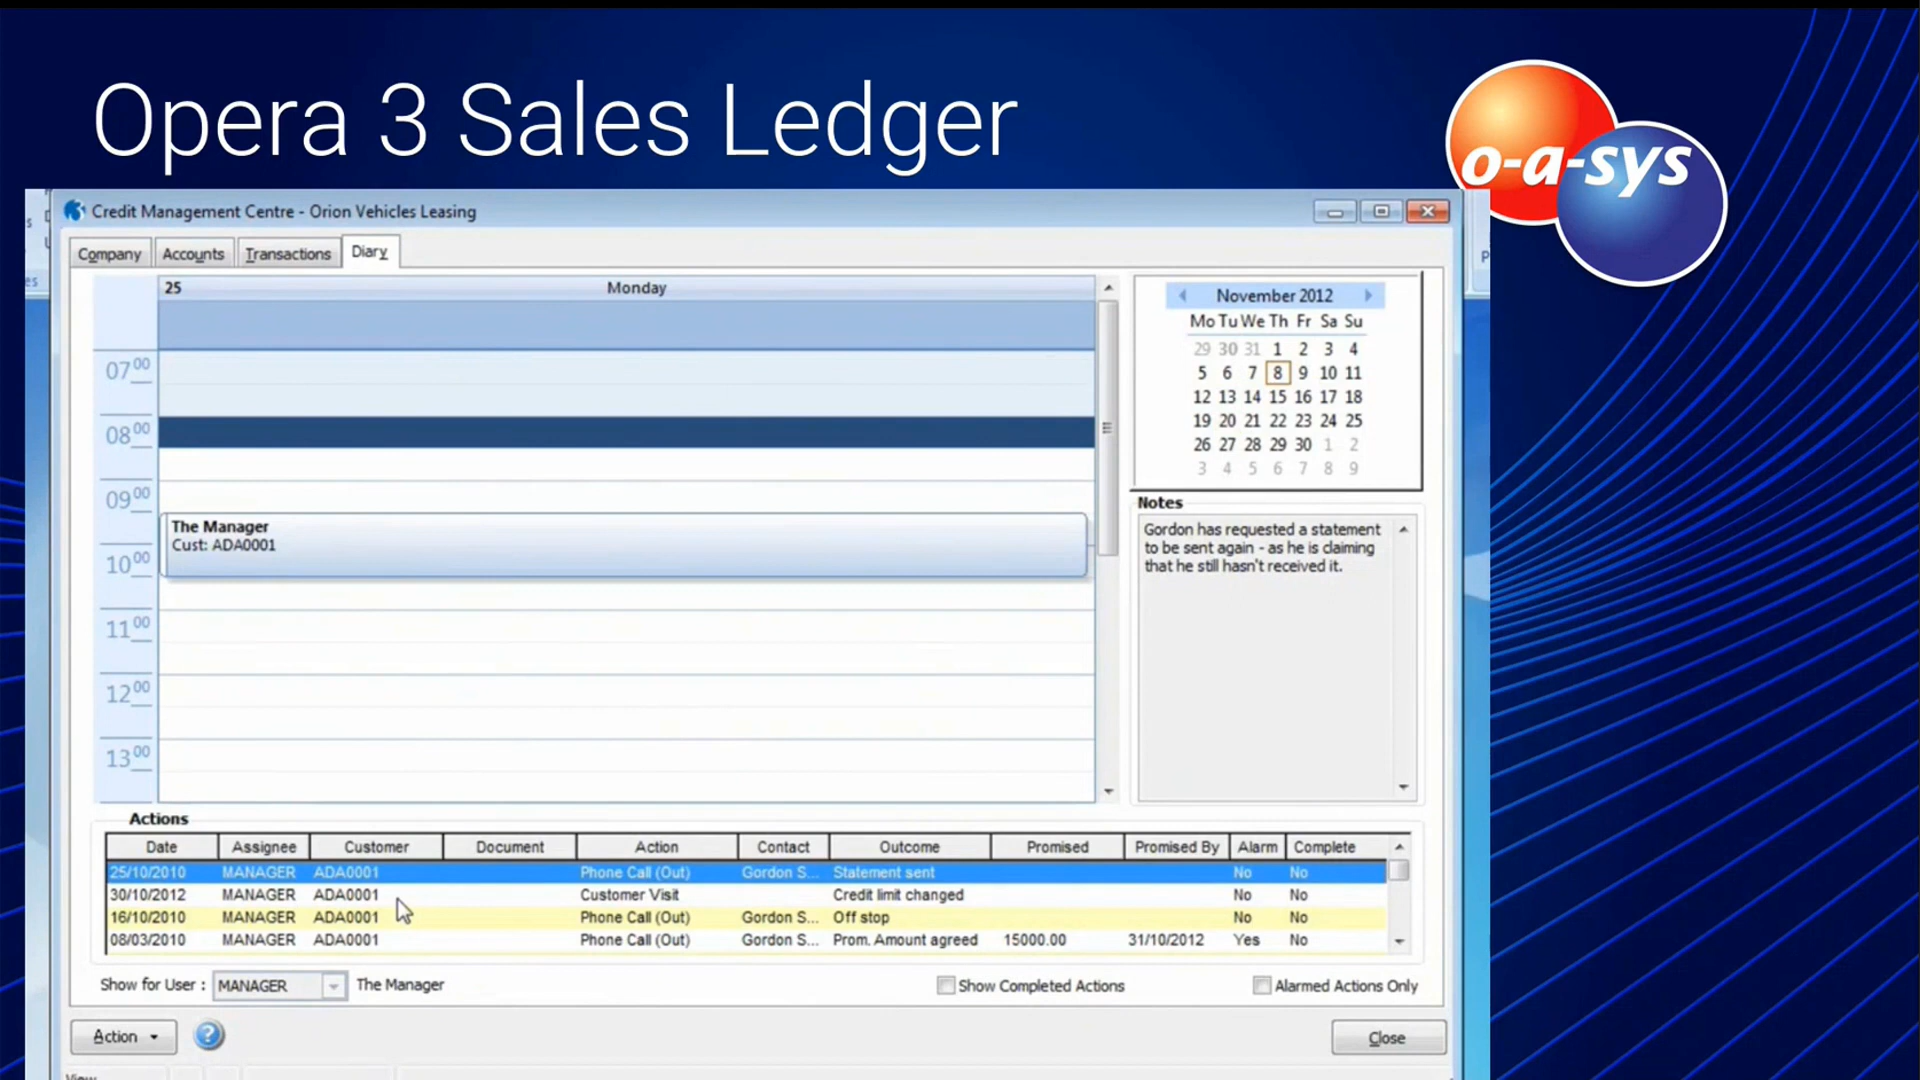 Opera 3 Sales Ledger
o-a-sys
Credit Management Centre - Orion Vehicles Leasing
Company Accounts Transactions Diary
25 Monday
07 00
08 00
09 00
10 00
11 00
12 00
13 00
The Manager
Cust: ADA0001
November 2012
Mo Tu We Th Fr Sa Su
29 30 31 1 2 3 4
5 6 7 8 9 10 11
12 13 14 15 16 17 18
19 20 21 22 23 24 25
26 27 28 29 30 1 2
3 4 5 6 7 8 9
Notes
Gordon has requested a statement
to be sent again - as he is claiming
that he still hasn't received it.
Actions
Date Assignee Customer Document Action Contact Outcome Promised Promised By Alarm Complete
25/10/2010 MANAGER ADA0001 Phone Call (Out) Gordon S... Statement sent No No
30/10/2012 MANAGER ADA0001 Customer Visit Credit limit changed No No
16/10/2010 MANAGER ADA0001 Phone Call (Out) Gordon S... Off stop No No
08/03/2010 MANAGER ADA0001 Phone Call (Out) Gordon S... Prom. Amount agreed 15000.00 31/10/2012 Yes No
Show for User : MANAGER The Manager Show Completed Actions Alarmed Actions Only
Action ? Close
View